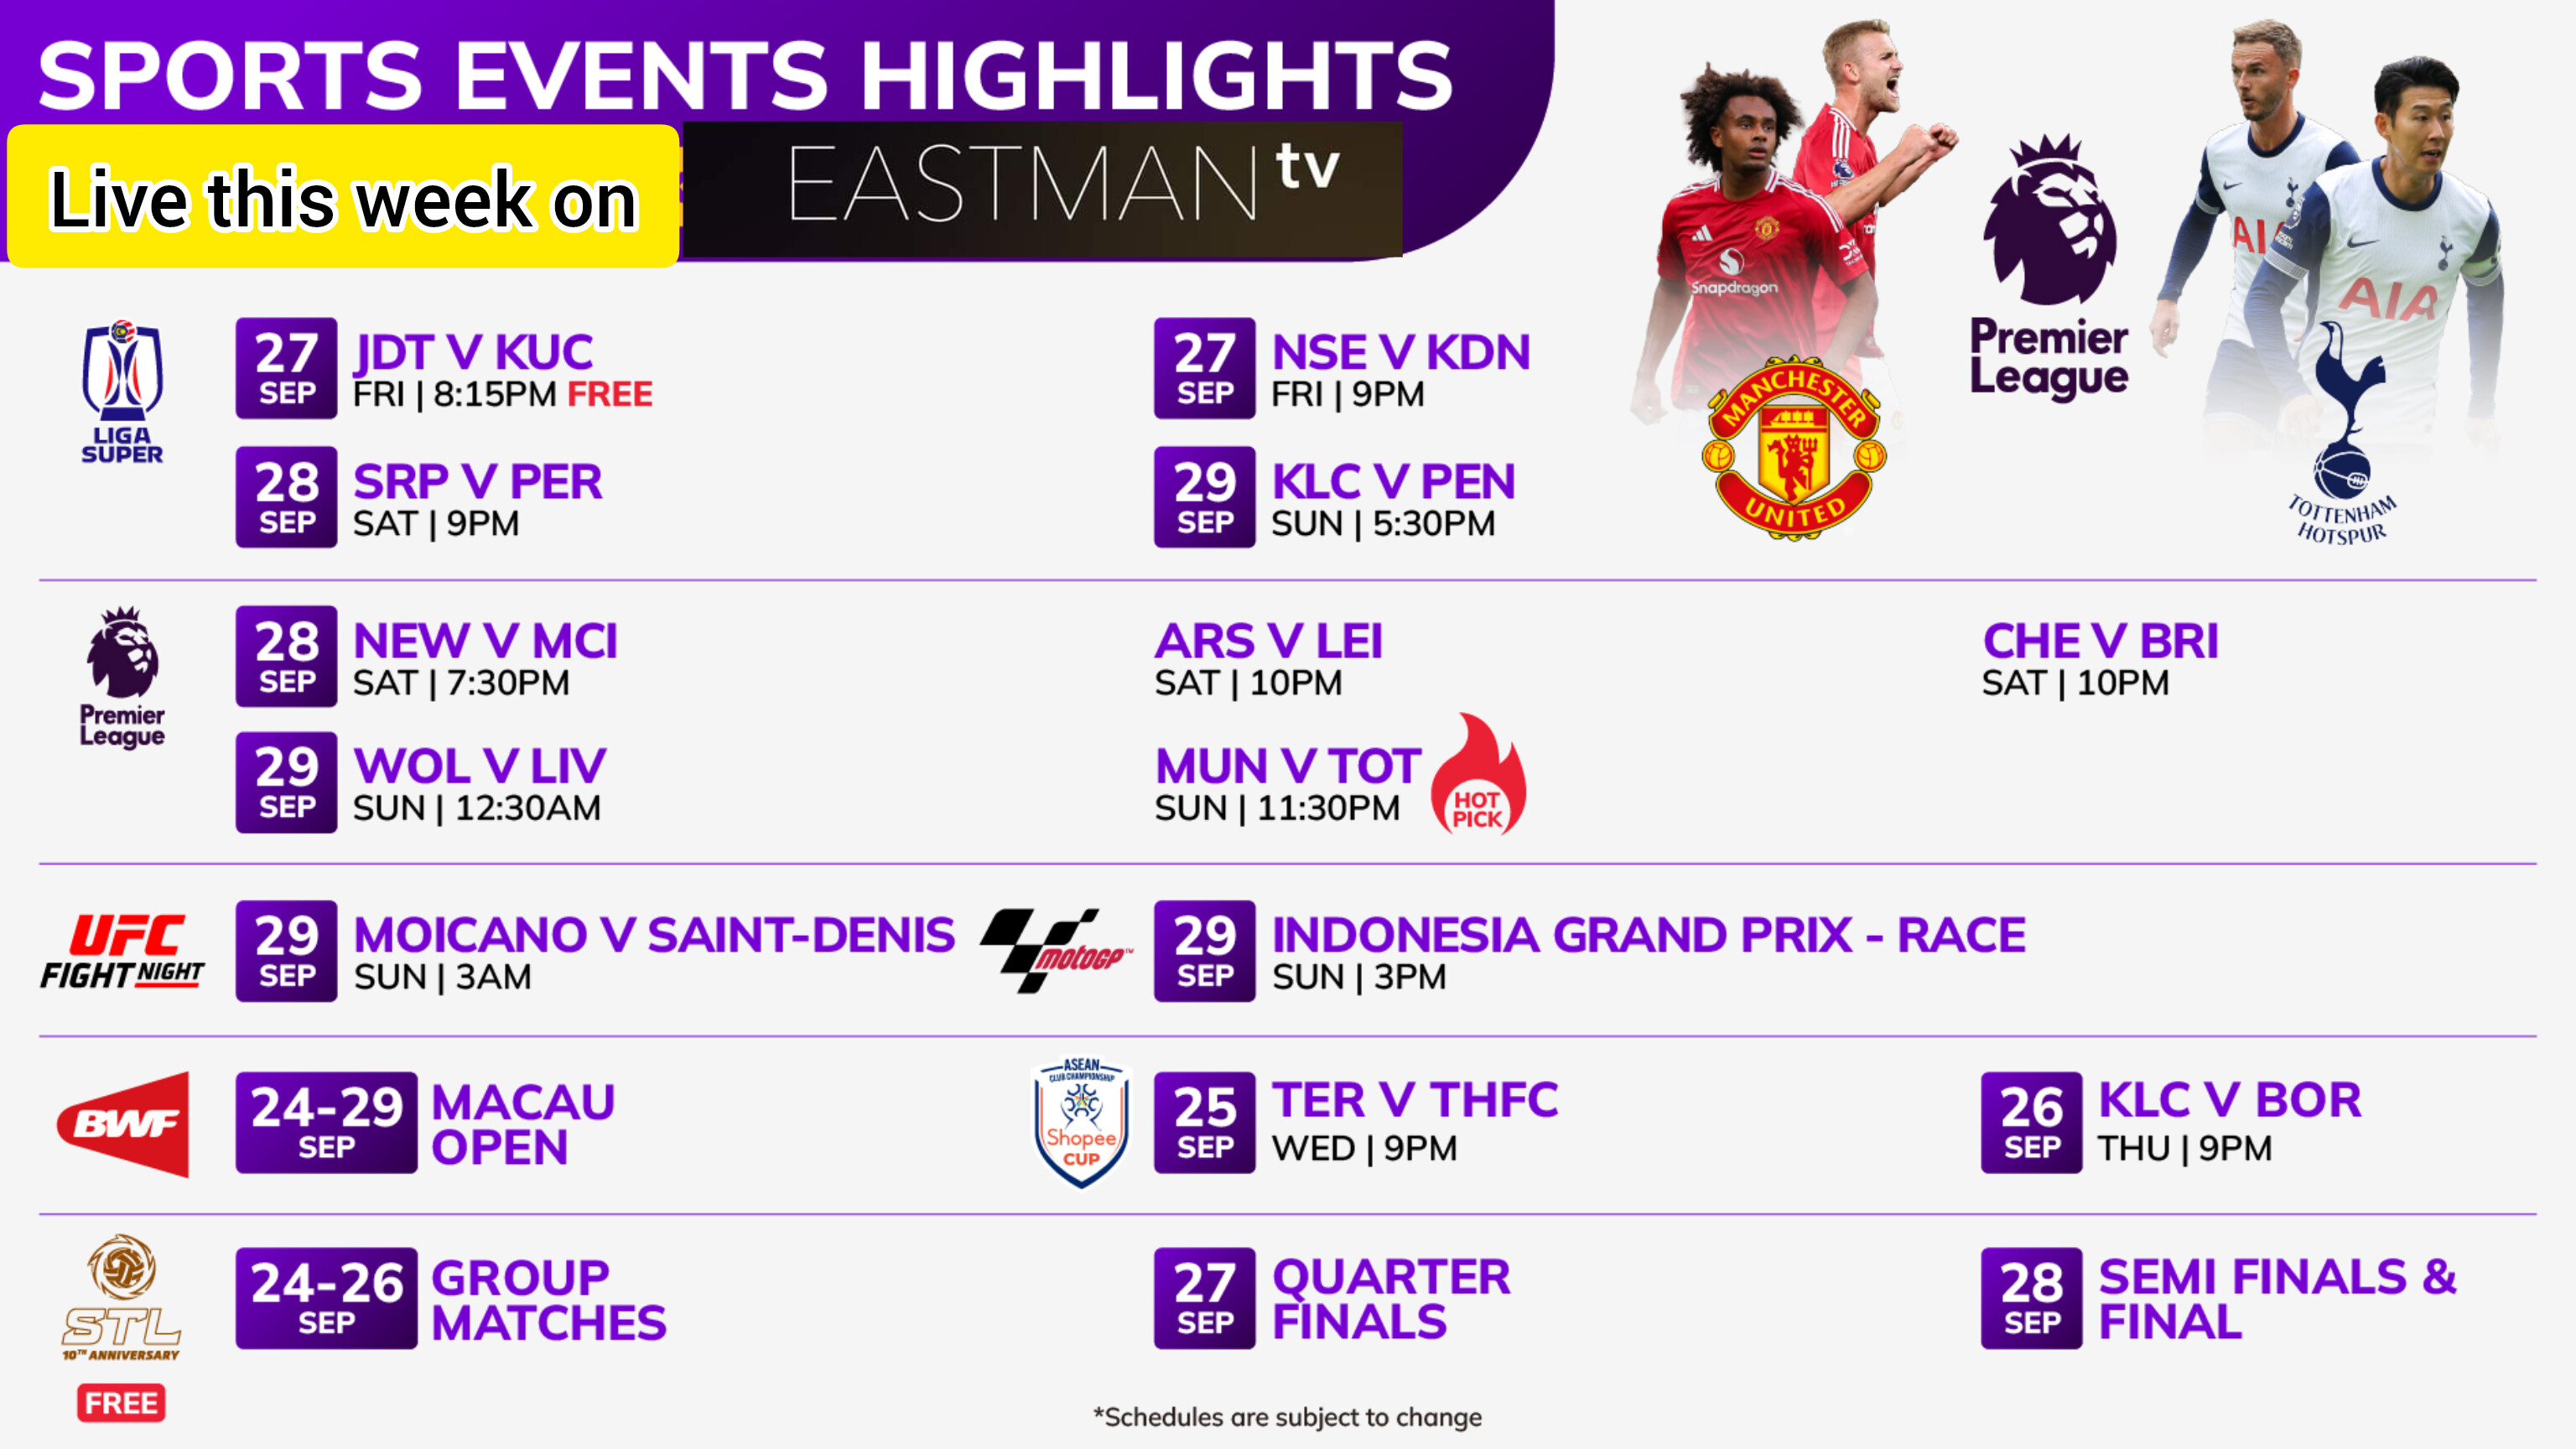 SPORTS EVENTS HIGHLIGHTS
Live this week on
EASTMAN tv
Snapdragon
AIA
Premier
League
MANCHESTER
UNITED
TOTTENHAM
HOTSPUR
LIGA
SUPER
27
SEP
JDT V KUC
FRI | 8:15PM FREE
27
SEP
NSE V KDN
FRI | 9PM
28
SEP
SRP V PER
SAT | 9PM
29
SEP
KLC V PEN
SUN | 5:30PM
Premier
League
28
SEP
NEW V MCI
SAT | 7:30PM
ARS V LEI
SAT | 10PM
CHE V BRI
SAT | 10PM
29
SEP
WOL V LIV
SUN | 12:30AM
MUN V TOT
SUN | 11:30PM
HOT
PICK
UFC
FIGHT NIGHT
29
SEP
MOICANO V SAINT-DENIS
SUN | 3AM
motoGP™
29
SEP
INDONESIA GRAND PRIX - RACE
SUN | 3PM
BWF
24-29
SEP
MACAU
OPEN
ASEAN
CLUB CHAMPIONSHIP
Shopee
CUP
25
SEP
TER V THFC
WED | 9PM
26
SEP
KLC V BOR
THU | 9PM
STL
10TH ANNIVERSARY
FREE
24-26
SEP
GROUP
MATCHES
27
SEP
QUARTER
FINALS
28
SEP
SEMI FINALS &
FINAL
*Schedules are subject to change